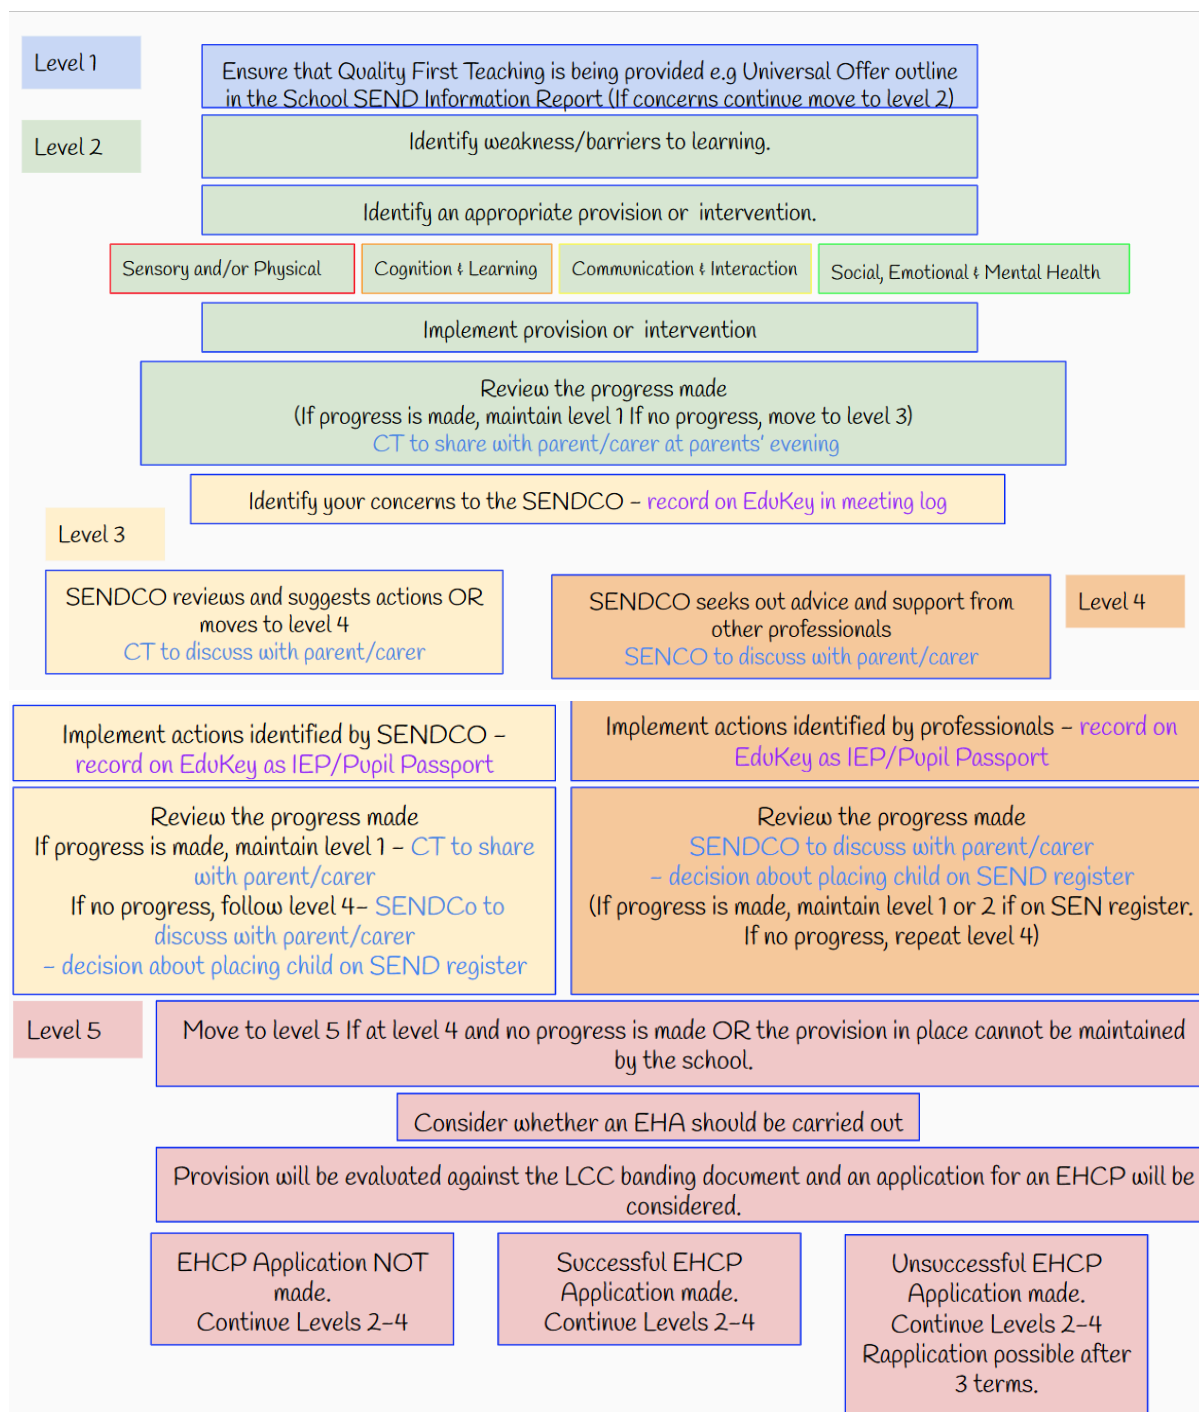 Level 1
Ensure that Quality First Teaching is being provided e.g Universal Offer outline
in the School SEND Information Report (If concerns continue move to level 2)
Level 2
Identify weakness/barriers to learning.
Identify an appropriate provision or intervention.
Sensory and/or Physical
Cognition & Learning
Communication & Interaction
Social, Emotional & Mental Health
Implement provision or intervention
Review the progress made
(If progress is made, maintain level 1 If no progress, move to level 3)
CT to share with parent/carer at parents' evening
Identify your concerns to the SENDCO – record on EduKey in meeting log
Level 3
SENDCO reviews and suggests actions OR
moves to level 4
CT to discuss with parent/carer
SENDCO seeks out advice and support from
other professionals
SENCO to discuss with parent/carer
Level 4
Implement actions identified by SENDCO –
record on EduKey as IEP/Pupil Passport
Implement actions identified by professionals – record on
EduKey as IEP/Pupil Passport
Review the progress made
If progress is made, maintain level 1 – CT to share
with parent/carer
If no progress, follow level 4– SENDCo to
discuss with parent/carer
– decision about placing child on SEND register
Review the progress made
SENDCO to discuss with parent/carer
– decision about placing child on SEND register
(If progress is made, maintain level 1 or 2 if on SEN register.
If no progress, repeat level 4)
Level 5
Move to level 5 If at level 4 and no progress is made OR the provision in place cannot be maintained
by the school.
Consider whether an EHA should be carried out
Provision will be evaluated against the LCC banding document and an application for an EHCP will be
considered.
EHCP Application NOT
made.
Continue Levels 2–4
Successful EHCP
Application made.
Continue Levels 2–4
Unsuccessful EHCP
Application made.
Continue Levels 2–4
Rapplication possible after
3 terms.